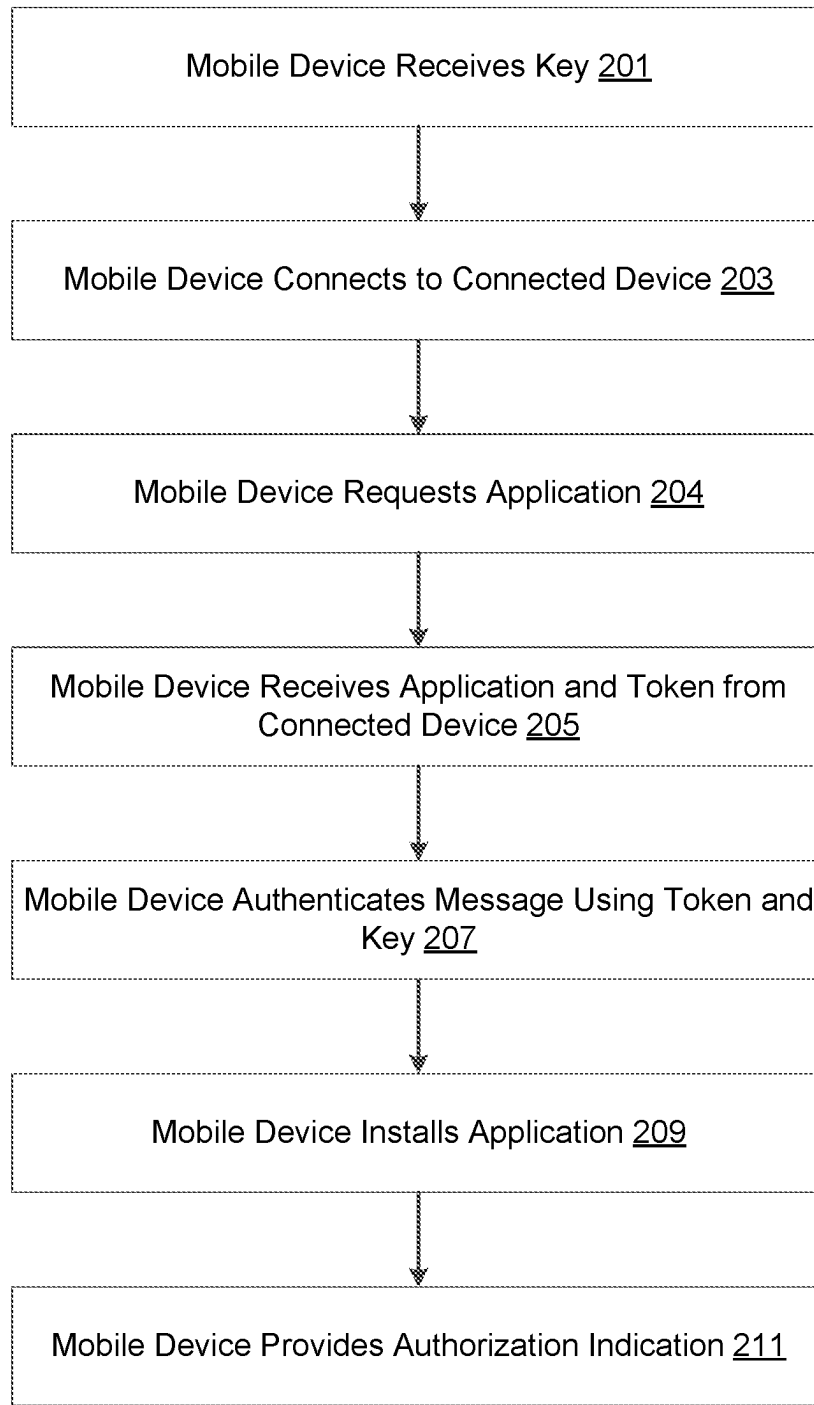 Mobile Device Receives Key 201
Mobile Device Connects to Connected Device 203
Mobile Device Requests Application 204
Mobile Device Receives Application and Token from
Connected Device 205
Mobile Device Authenticates Message Using Token and
Key 207
Mobile Device Installs Application 209
Mobile Device Provides Authorization Indication 211